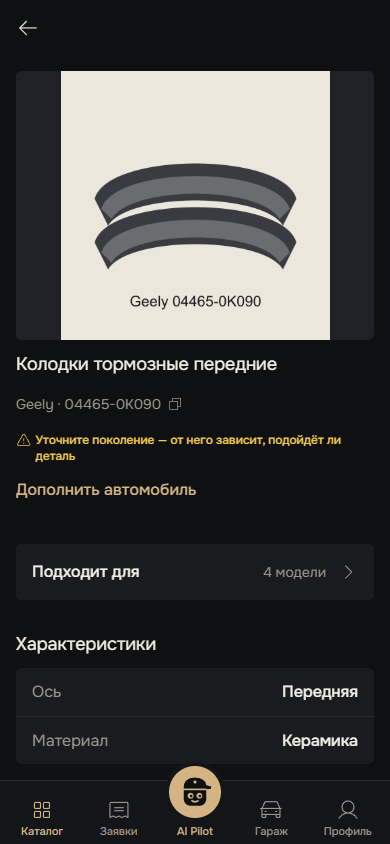 Geely 04465-0K090
Колодки тормозные передние
Geely · 04465-0K090
Уточните поколение — от него зависит, подойдёт ли
деталь
Дополнить автомобиль
Подходит для 4 модели
Характеристики
Ось Передняя
Материал Керамика
Каталог Заявки AI Pilot Гараж Профиль